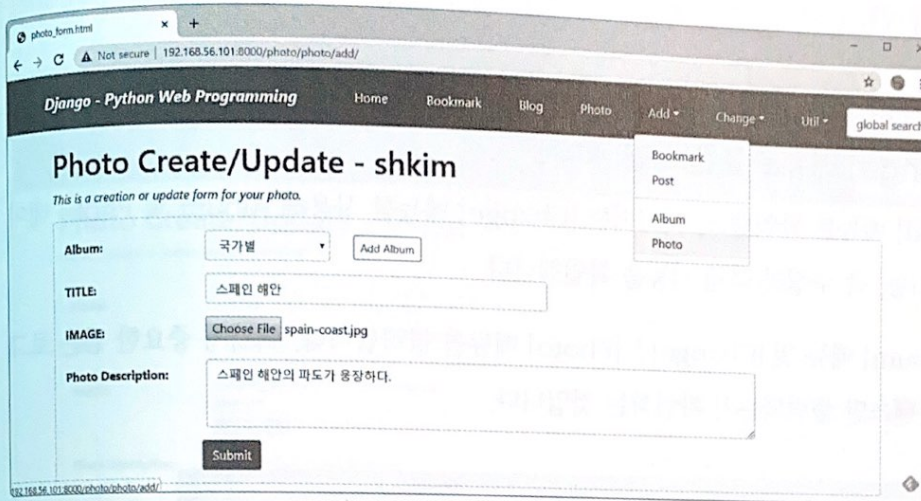 photo_form.html
Not secure | 192.168.56.101:8000/photo/photo/add/
Django - Python Web Programming Home Bookmark Blog Photo Add Change Util global search
Bookmark
Post
Album
Photo
Photo Create/Update - shkim
This is a creation or update form for your photo.
Album: 국가별 Add Album
TITLE: 스페인 해안
IMAGE: Choose File spain-coast.jpg
Photo Description: 스페인 해안의 파도가 웅장하다.
Submit
192.168.56.101:8000/photo/photo/add/